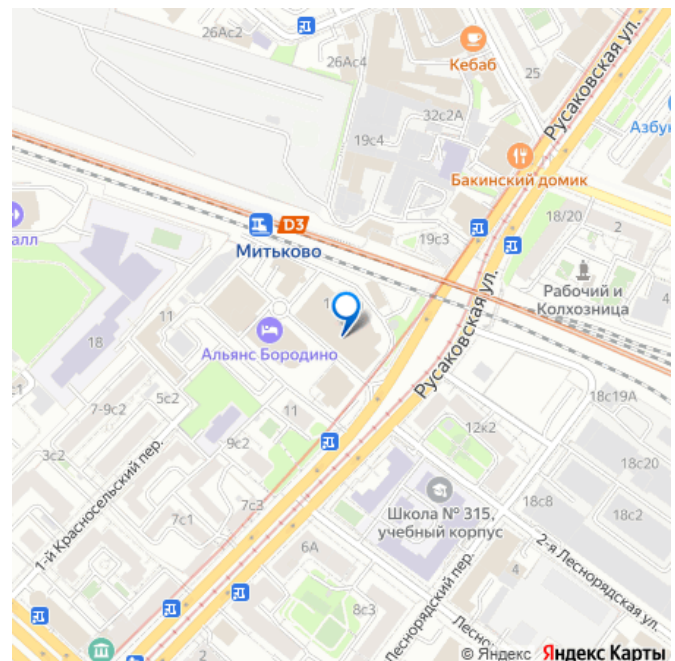 26Ас2
26Ас4
Кебаб
25
Русаковская ул.
32с2А
Азбу
19с4
Бакинский домик
D3
Митьково
19с3
18/20
2
алл
Рабочий и
Колхозница
4
11
Альянс Бородино
18
с1
5с2
7-9с2
11
18с19А
9с2
12к2
3с2
1-й Красносельский пер.
7с3
7с1
Русаковская ул.
18с20
Школа № 315,
учебный корпус
18с8
18с2
6А
2-я Леснорядская ул.
4
8с3
Леснорядский пер.
Лесно
© Яндекс Яндекс Карты